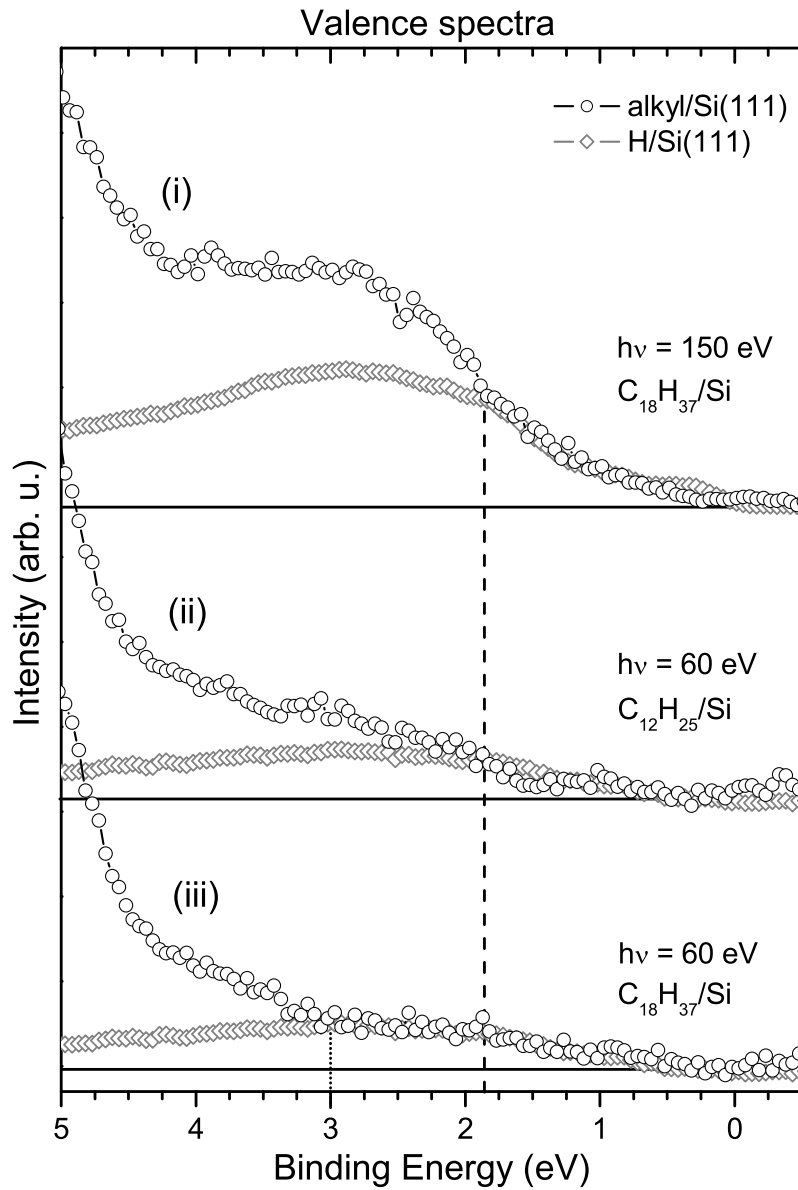 Valence spectra
alkyl/Si(111)
H/Si(111)
(i)
hν = 150 eV
C₁₈H₃₇/Si
(ii)
hν = 60 eV
C₁₂H₂₅/Si
(iii)
hν = 60 eV
C₁₈H₃₇/Si
Intensity (arb. u.)
5 4 3 2 1 0
Binding Energy (eV)